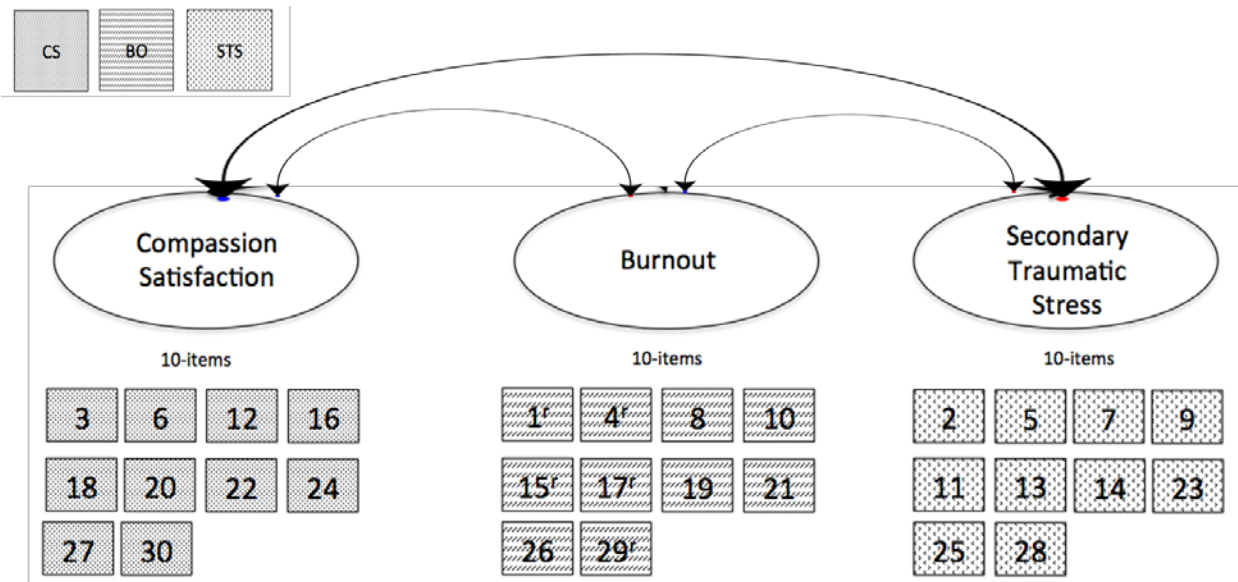 CS BO STS
Compassion
Satisfaction
Burnout
Secondary
Traumatic
Stress
10-items 10-items 10-items
3 6 12 16 1ʳ 4ʳ 8 10 2 5 7 9
18 20 22 24 15ʳ 17ʳ 19 21 11 13 14 23
27 30 26 29ʳ 25 28